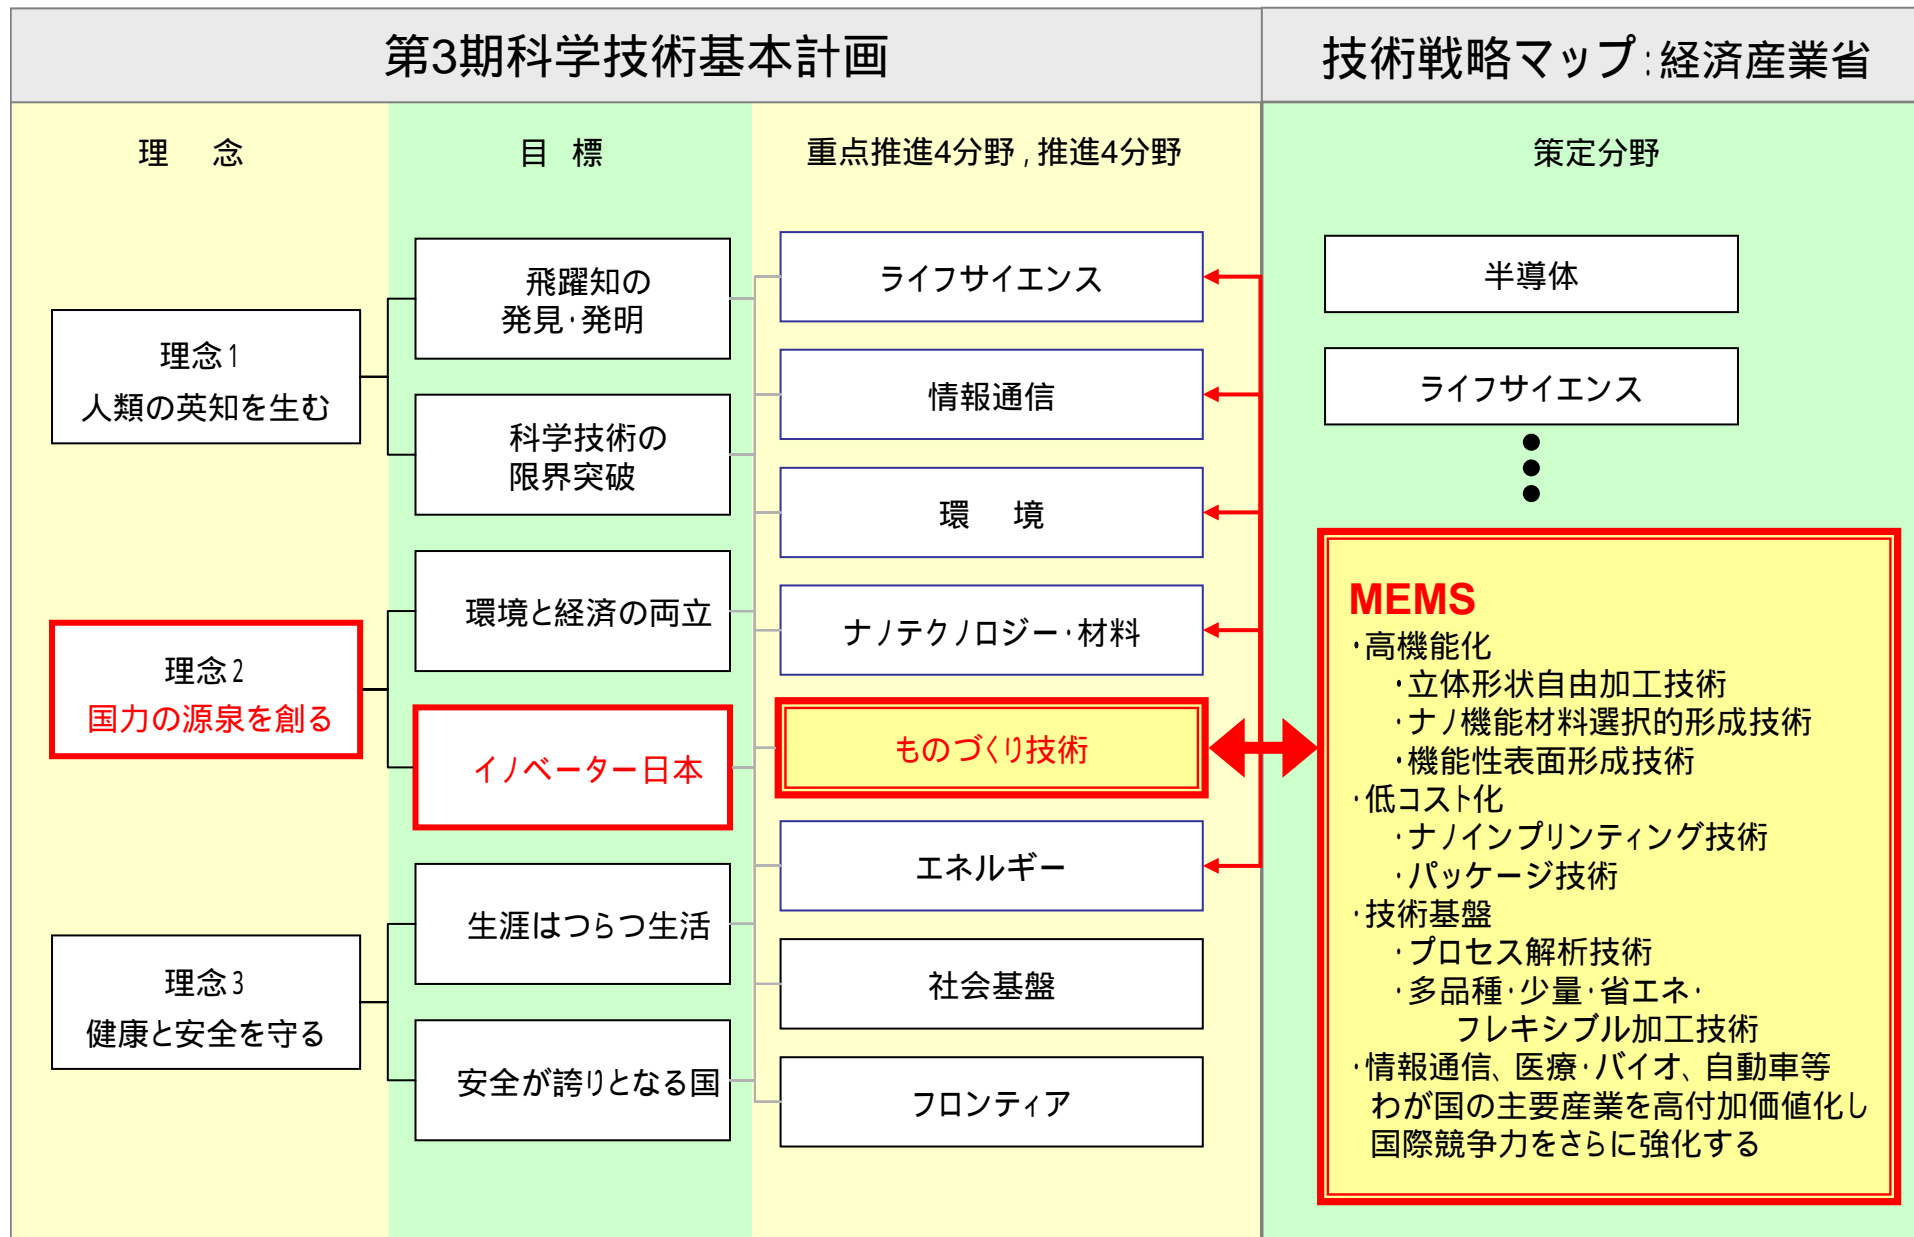 第3期科学技術基本計画
技術戦略マップ:経済産業省
理 念
目 標
重点推進4分野,推進4分野
策定分野
理念1
人類の英知を生む
理念2
国力の源泉を創る
理念3
健康と安全を守る
飛躍知の
発見・発明
科学技術の
限界突破
環境と経済の両立
イノベーター日本
生涯はつらつ生活
安全が誇りとなる国
ライフサイエンス
情報通信
環 境
ナノテクノロジー・材料
ものづくり技術
エネルギー
社会基盤
フロンティア
半導体
ライフサイエンス
MEMS
・高機能化
・立体形状自由加工技術
・ナノ機能材料選択的形成技術
・機能性表面形成技術
・低コスト化
・ナノインプリンティング技術
・パッケージ技術
・技術基盤
・プロセス解析技術
・多品種・少量・省エネ・
フレキシブル加工技術
・情報通信、医療・バイオ、自動車等
わが国の主要産業を高付加価値化し
国際競争力をさらに強化する